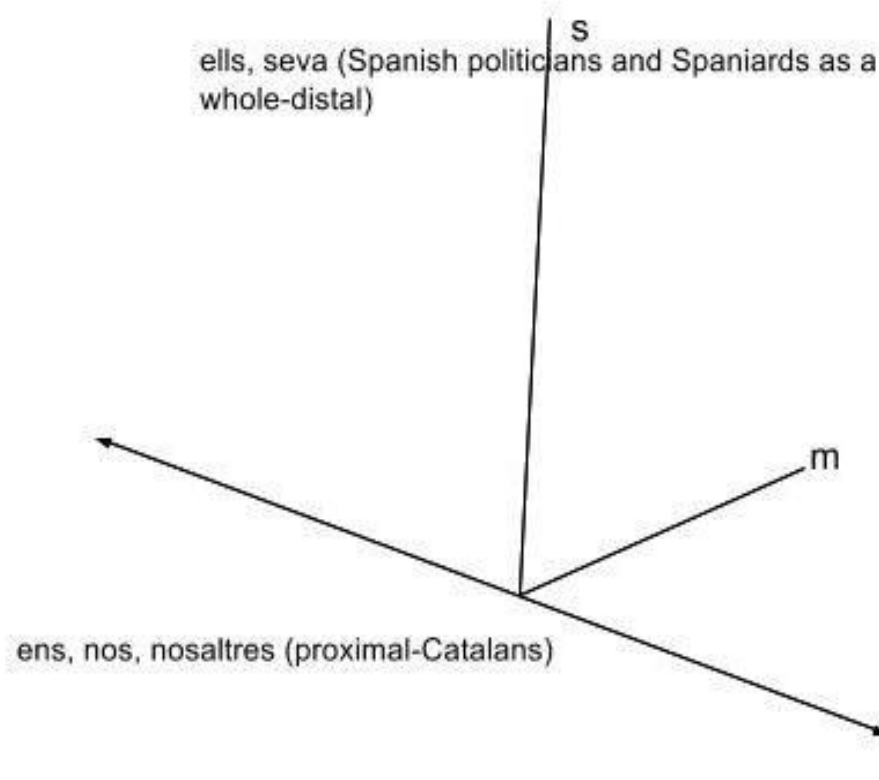 s
ells, seva (Spanish politicians and Spaniards as a
whole-distal)
m
ens, nos, nosaltres (proximal-Catalans)